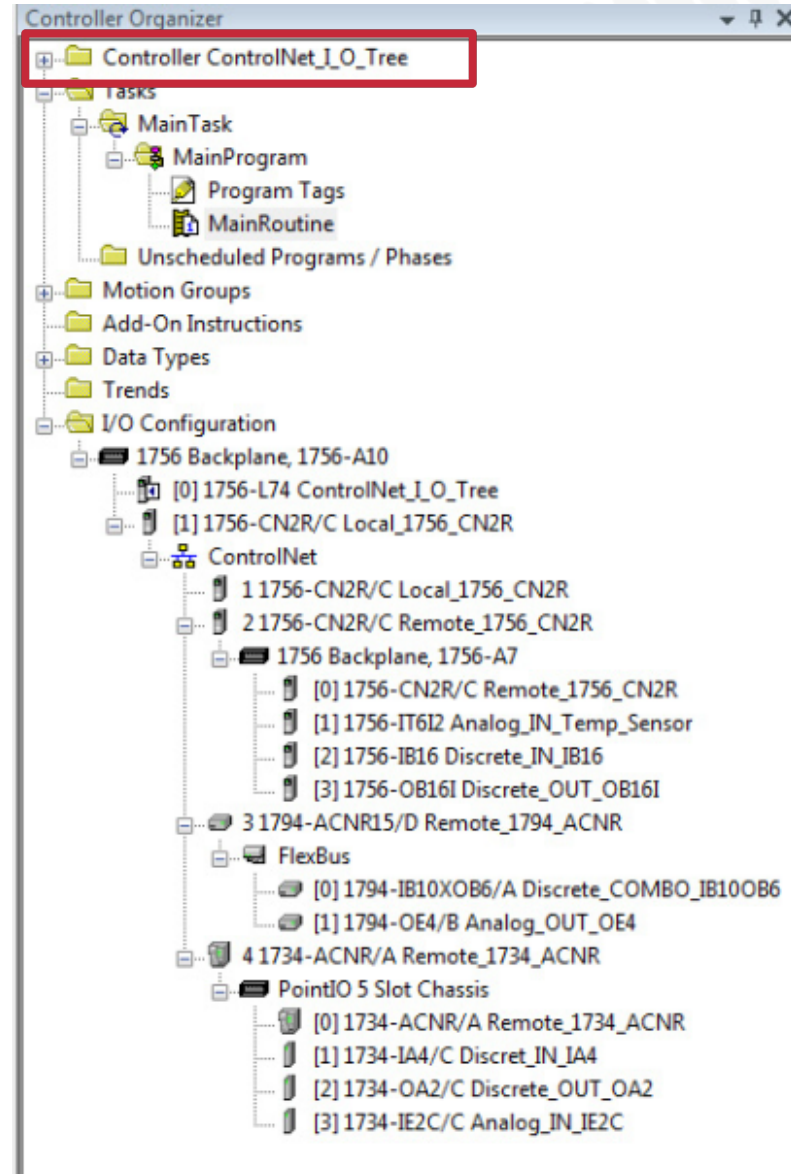 Controller Organizer
Controller ControlNet_I_O_Tree
Tasks
MainTask
MainProgram
Program Tags
MainRoutine
Unscheduled Programs / Phases
Motion Groups
Add-On Instructions
Data Types
Trends
I/O Configuration
1756 Backplane, 1756-A10
[0] 1756-L74 ControlNet_I_O_Tree
[1] 1756-CN2R/C Local_1756_CN2R
ControlNet
1 1756-CN2R/C Local_1756_CN2R
2 1756-CN2R/C Remote_1756_CN2R
1756 Backplane, 1756-A7
[0] 1756-CN2R/C Remote_1756_CN2R
[1] 1756-IT6I2 Analog_IN_Temp_Sensor
[2] 1756-IB16 Discrete_IN_IB16
[3] 1756-OB16I Discrete_OUT_OB16I
3 1794-ACNR15/D Remote_1794_ACNR
FlexBus
[0] 1794-IB10XOB6/A Discrete_COMBO_IB10OB6
[1] 1794-OE4/B Analog_OUT_OE4
4 1734-ACNR/A Remote_1734_ACNR
PointIO 5 Slot Chassis
[0] 1734-ACNR/A Remote_1734_ACNR
[1] 1734-IA4/C Discret_IN_IA4
[2] 1734-OA2/C Discrete_OUT_OA2
[3] 1734-IE2C/C Analog_IN_IE2C